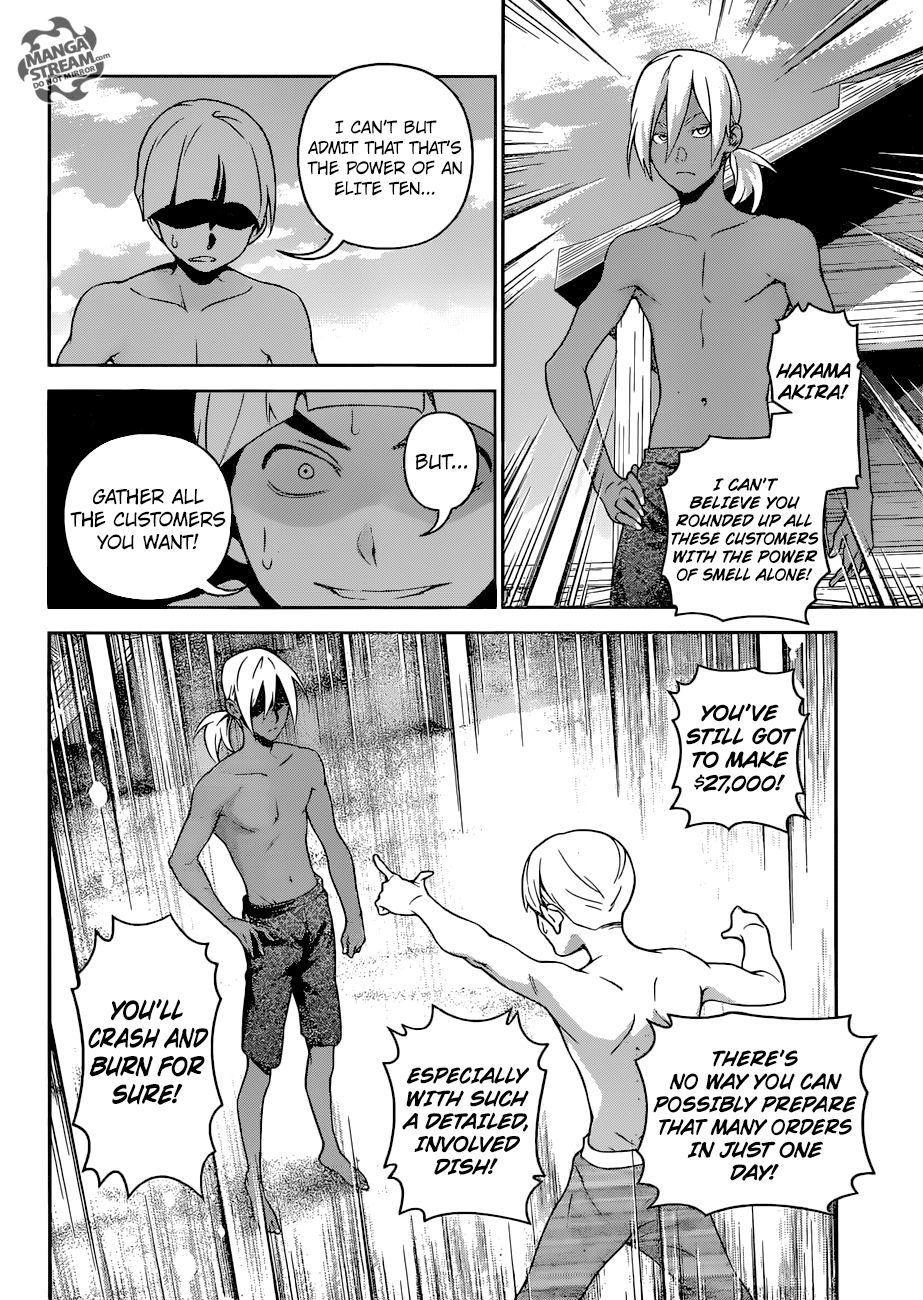 MANGA
STREAM.com
DO NOT MIRROR
HAYAMA
AKIRA!
I CAN'T
BELIEVE YOU
ROUNDED UP ALL
THESE CUSTOMERS
WITH THE POWER
OF SMELL ALONE!
I CAN'T BUT
ADMIT THAT THAT'S
THE POWER OF AN
ELITE TEN...
BUT...
GATHER ALL
THE CUSTOMERS
YOU WANT!
YOU'VE
STILL GOT
TO MAKE
$27,000!
THERE'S
NO WAY YOU CAN
POSSIBLY PREPARE
THAT MANY ORDERS
IN JUST ONE
DAY!
ESPECIALLY
WITH SUCH
A DETAILED,
INVOLVED
DISH!
YOU'LL
CRASH AND
BURN FOR
SURE!